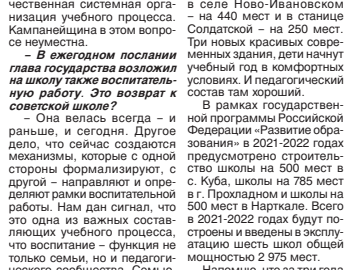 чественная системная орга-
низация учебного процесса.
Кампанейщина в этом вопро-
се неуместна.
– В ежегодном послании
глава государства возложил
на школу также воспитатель-
ную работу. Это возврат к
советской школе?
– Она велась всегда – и
раньше, и сегодня. Другое
дело, что сейчас создаются
механизмы, которые с одной
стороны формализуют, с
другой – направляют и опре-
деляют рамки воспитательной
работы. Нам дан сигнал, что
это одна из важных состав-
ляющих учебного процесса,
что воспитание – функция не
только семьи, но и педагоги-
ческого сообщества. Семью,
в селе Ново-Ивановском
– на 440 мест и в станице
Солдатской – на 250 мест.
Три новых красивых совре-
менных здания, дети начнут
учебный год в комфортных
условиях. И педагогический
состав там хороший.
В рамках государствен-
ной программы Российской
Федерации «Развитие обра-
зования» в 2021-2022 годах
предусмотрено строитель-
ство школы на 500 мест в
с. Куба, школы на 785 мест
в г. Прохладном и школы на
500 мест в Нарткале. Всего
в 2021-2022 годах будут по-
строены и введены в эксплу-
атацию шесть школ общей
мощностью 2 975 мест.
Напомню, что за три года